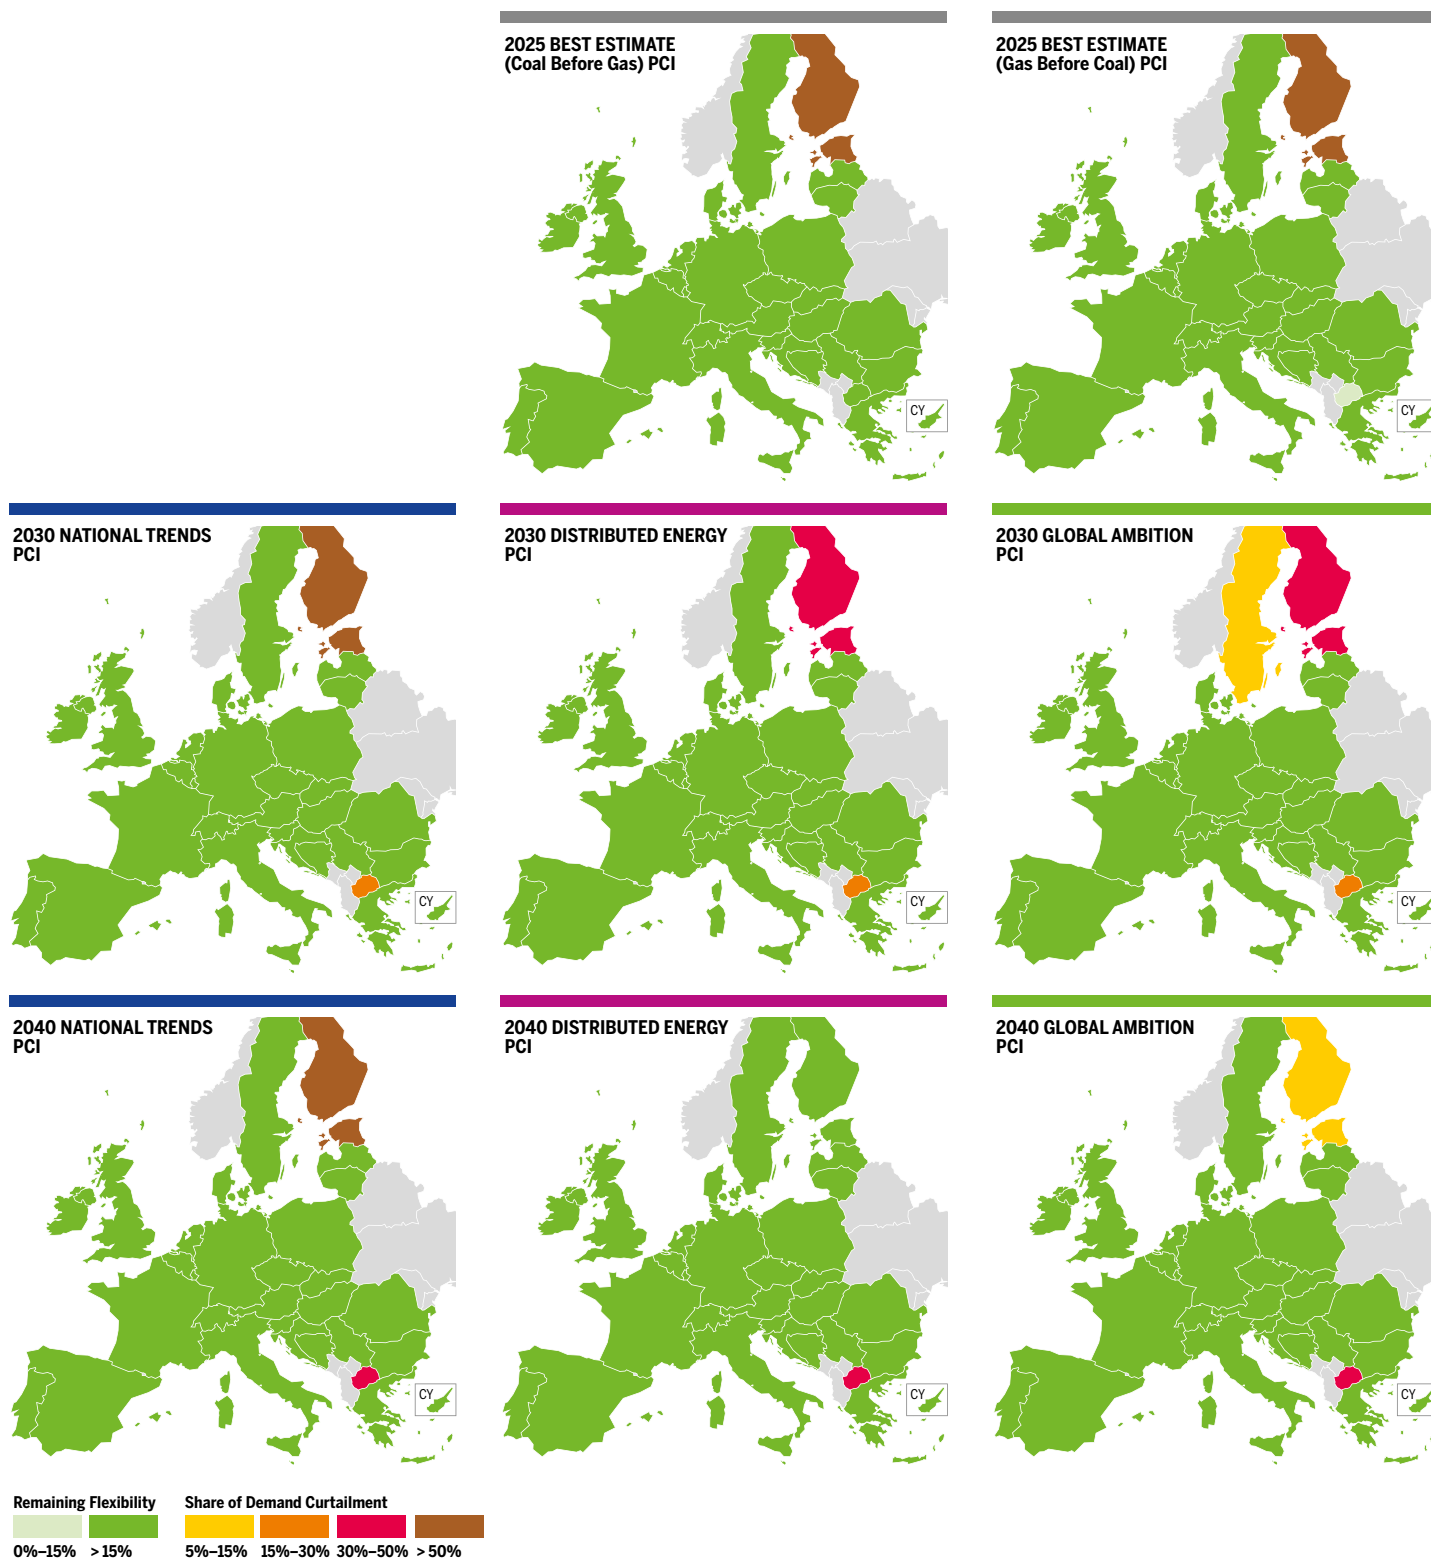 2025 BEST ESTIMATE
(Coal Before Gas) PCI
2025 BEST ESTIMATE
(Gas Before Coal) PCI
CY
CY
2030 NATIONAL TRENDS
PCI
2030 DISTRIBUTED ENERGY
PCI
2030 GLOBAL AMBITION
PCI
CY
CY
CY
2040 NATIONAL TRENDS
PCI
2040 DISTRIBUTED ENERGY
PCI
2040 GLOBAL AMBITION
PCI
CY
CY
CY
Remaining Flexibility
0%–15% > 15%
Share of Demand Curtailment
5%–15% 15%–30% 30%–50% > 50%